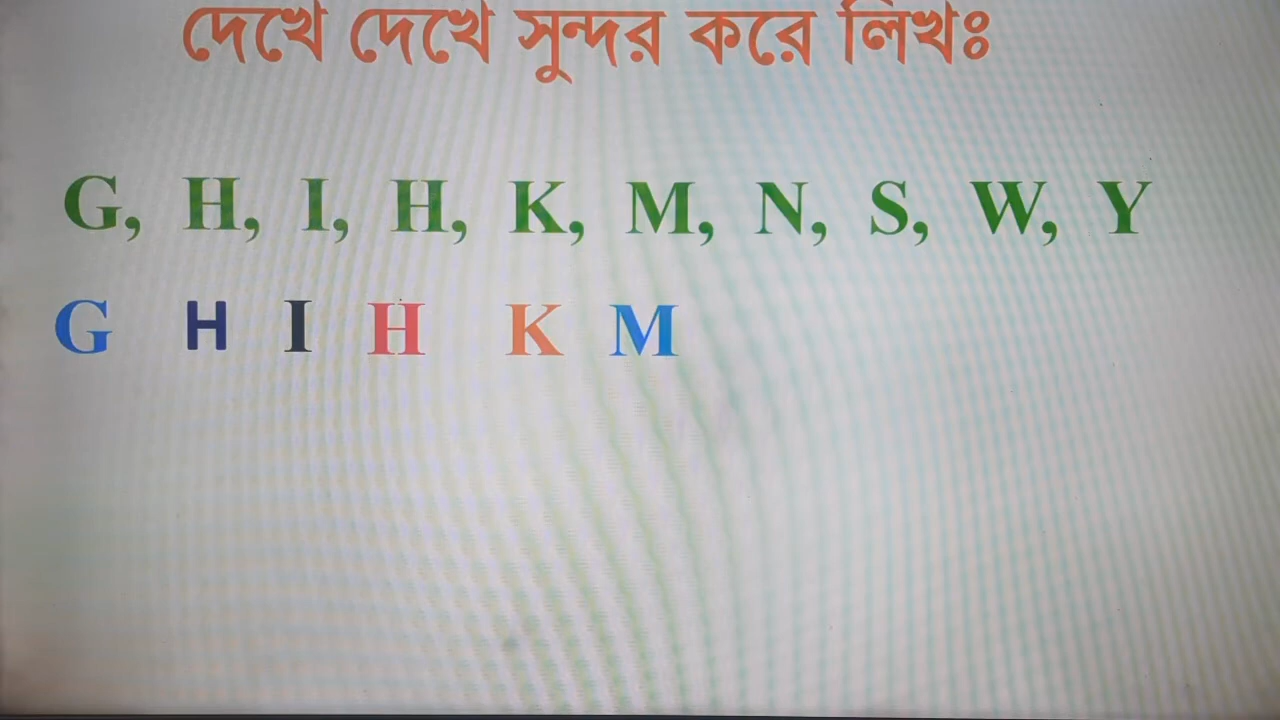 দেখে দেখে সুন্দর করে লিখঃ
G, H, I, H, K, M, N, S, W, Y
G H I H K M